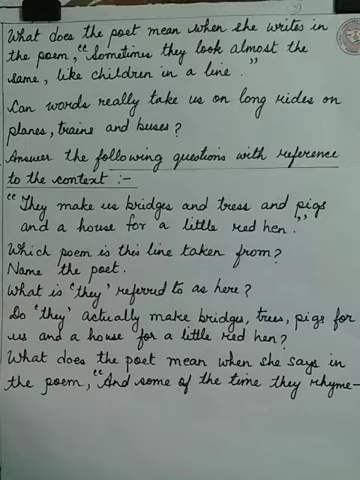 What does the poet mean when she writes in
the poem, "Sometimes they look almost the
same, like children in a line."
Can words really take us on long rides on
planes, trains and buses?
Answer the following questions with reference
to the context :-
"They make us bridges and tress and pigs
and a house for a little red hen."
Which poem is this line taken from?
Name the poet.
What is 'they' referred to as here?
Do 'they' actually make bridges, trees, pigs for
us and a house for a little red hen?
What does the poet mean when she says in
the poem, "And some of the time they rhyme-